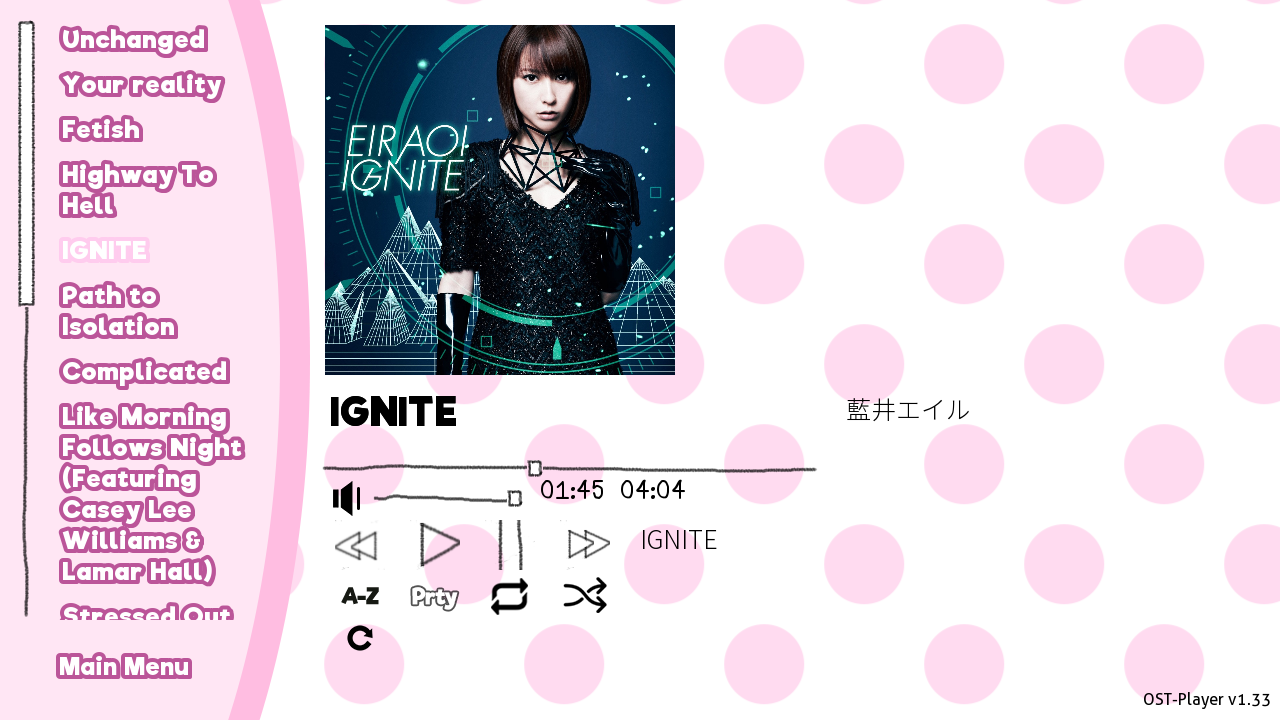 Unchanged
Your reality
Fetish
Highway To
Hell
IGNITE
Path to
Isolation
Complicated
Like Morning
Follows Night
(Featuring
Casey Lee
Williams &
Lamar Hall)
Stressed Out
Main Menu
EIRAOI
IGNITE
IGNITE
藍井エイル
01:45 04:04
IGNITE
A-Z
Prty
OST-Player v1.33